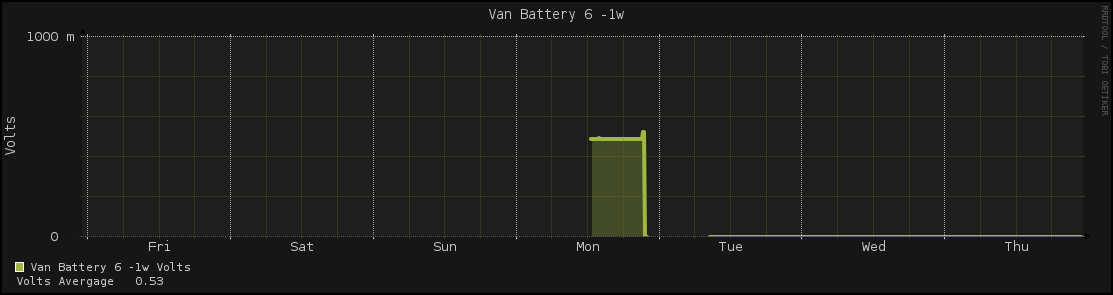 Van Battery 6 -1w
RRDTOOL / TOBI OETIKER
1000 m
Volts
0
Fri Sat Sun Mon Tue Wed Thu
Van Battery 6 -1w Volts
Volts Avergage 0.53